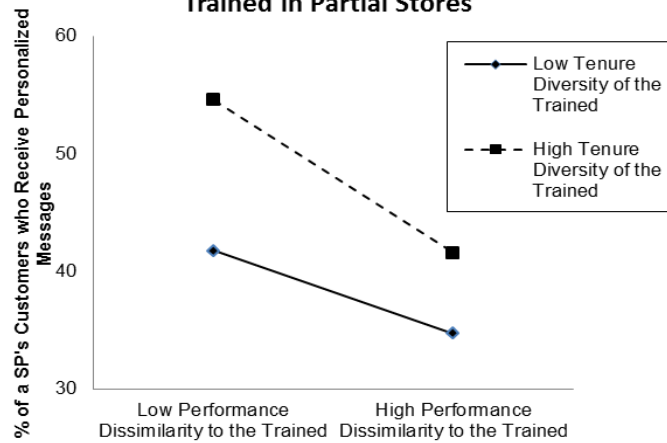 Trained in Partial Stores
60
50
40
30
% of a SP's Customers who Receive Personalized
Messages
Low Tenure
Diversity of the
Trained
High Tenure
Diversity of the
Trained
Low Performance
Dissimilarity to the Trained
High Performance
Dissimilarity to the Trained